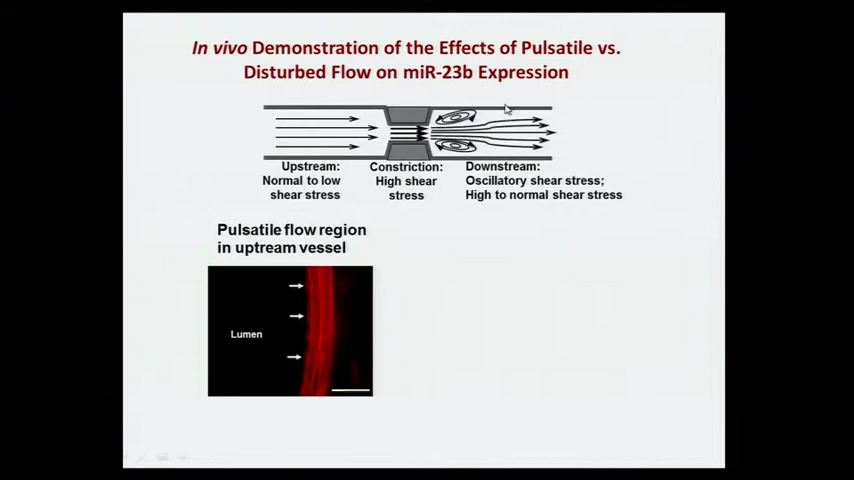 In vivo Demonstration of the Effects of Pulsatile vs.
Disturbed Flow on miR-23b Expression
Upstream:
Normal to low
shear stress
Constriction:
High shear
stress
Downstream:
Oscillatory shear stress;
High to normal shear stress
Pulsatile flow region
in uptream vessel
Lumen